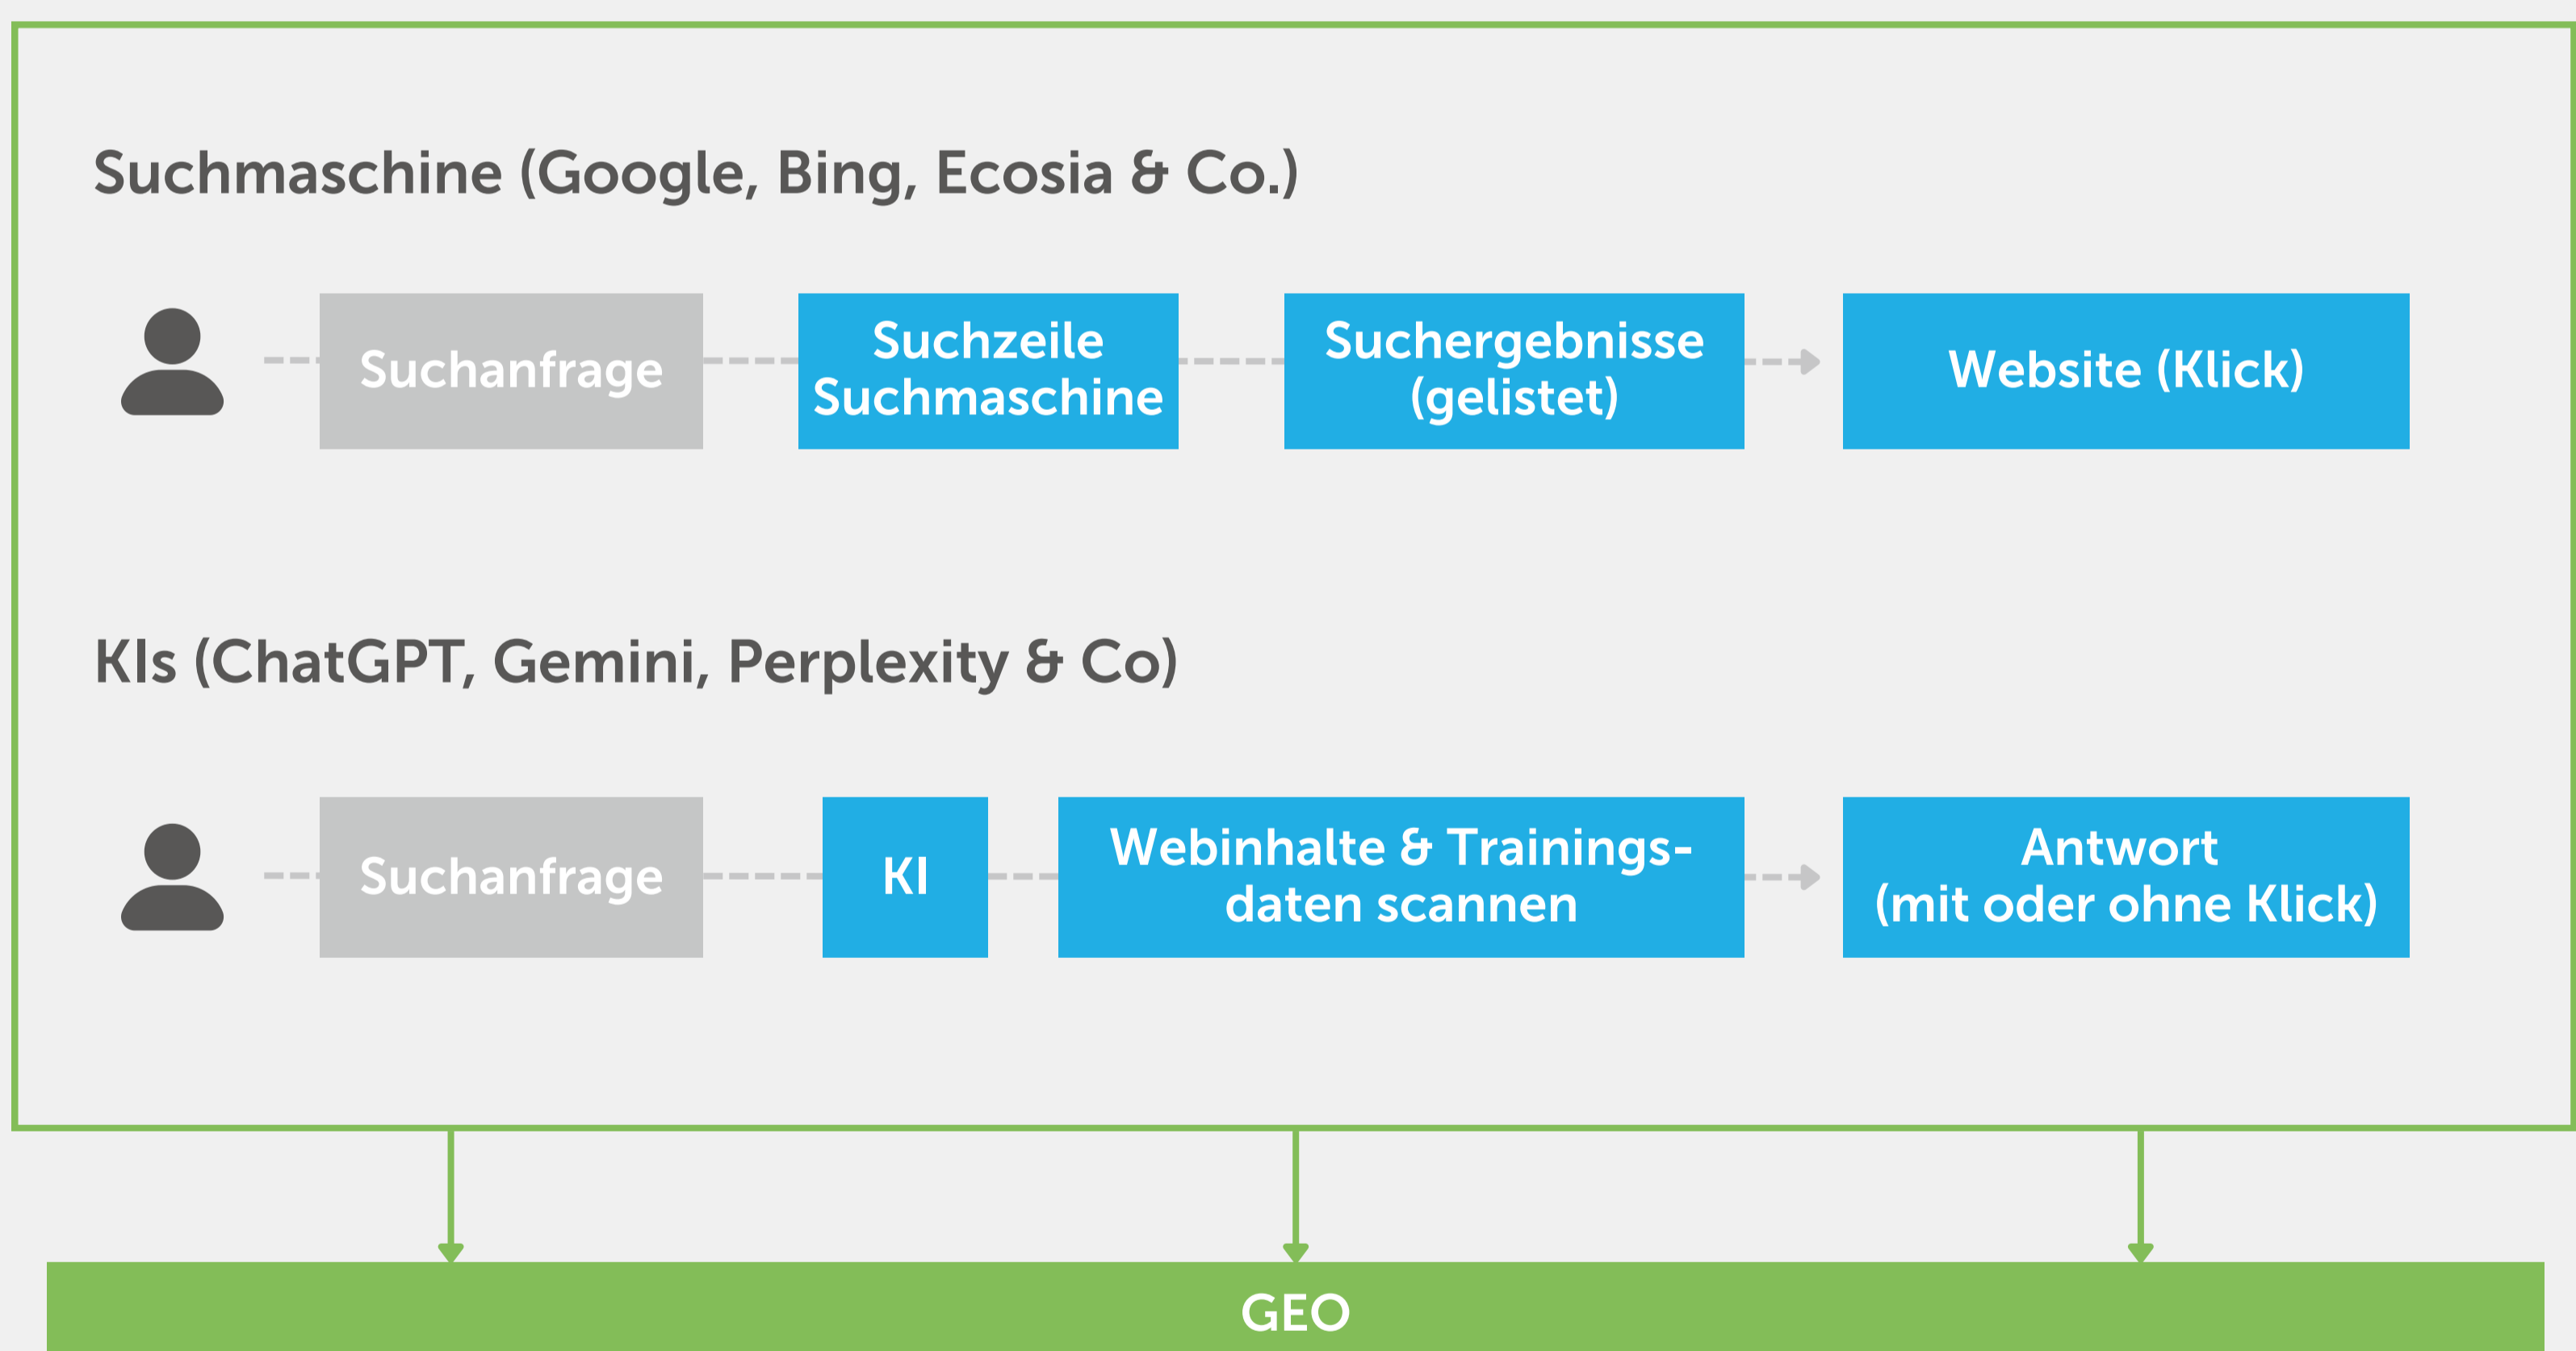 Suchmaschine (Google, Bing, Ecosia & Co.)
Suchanfrage
Suchzeile
Suchmaschine
Suchergebnisse
(gelistet)
Website (Klick)
KIs (ChatGPT, Gemini, Perplexity & Co)
Suchanfrage
KI
Webinhalte & Trainings-
daten scannen
Antwort
(mit oder ohne Klick)
GEO